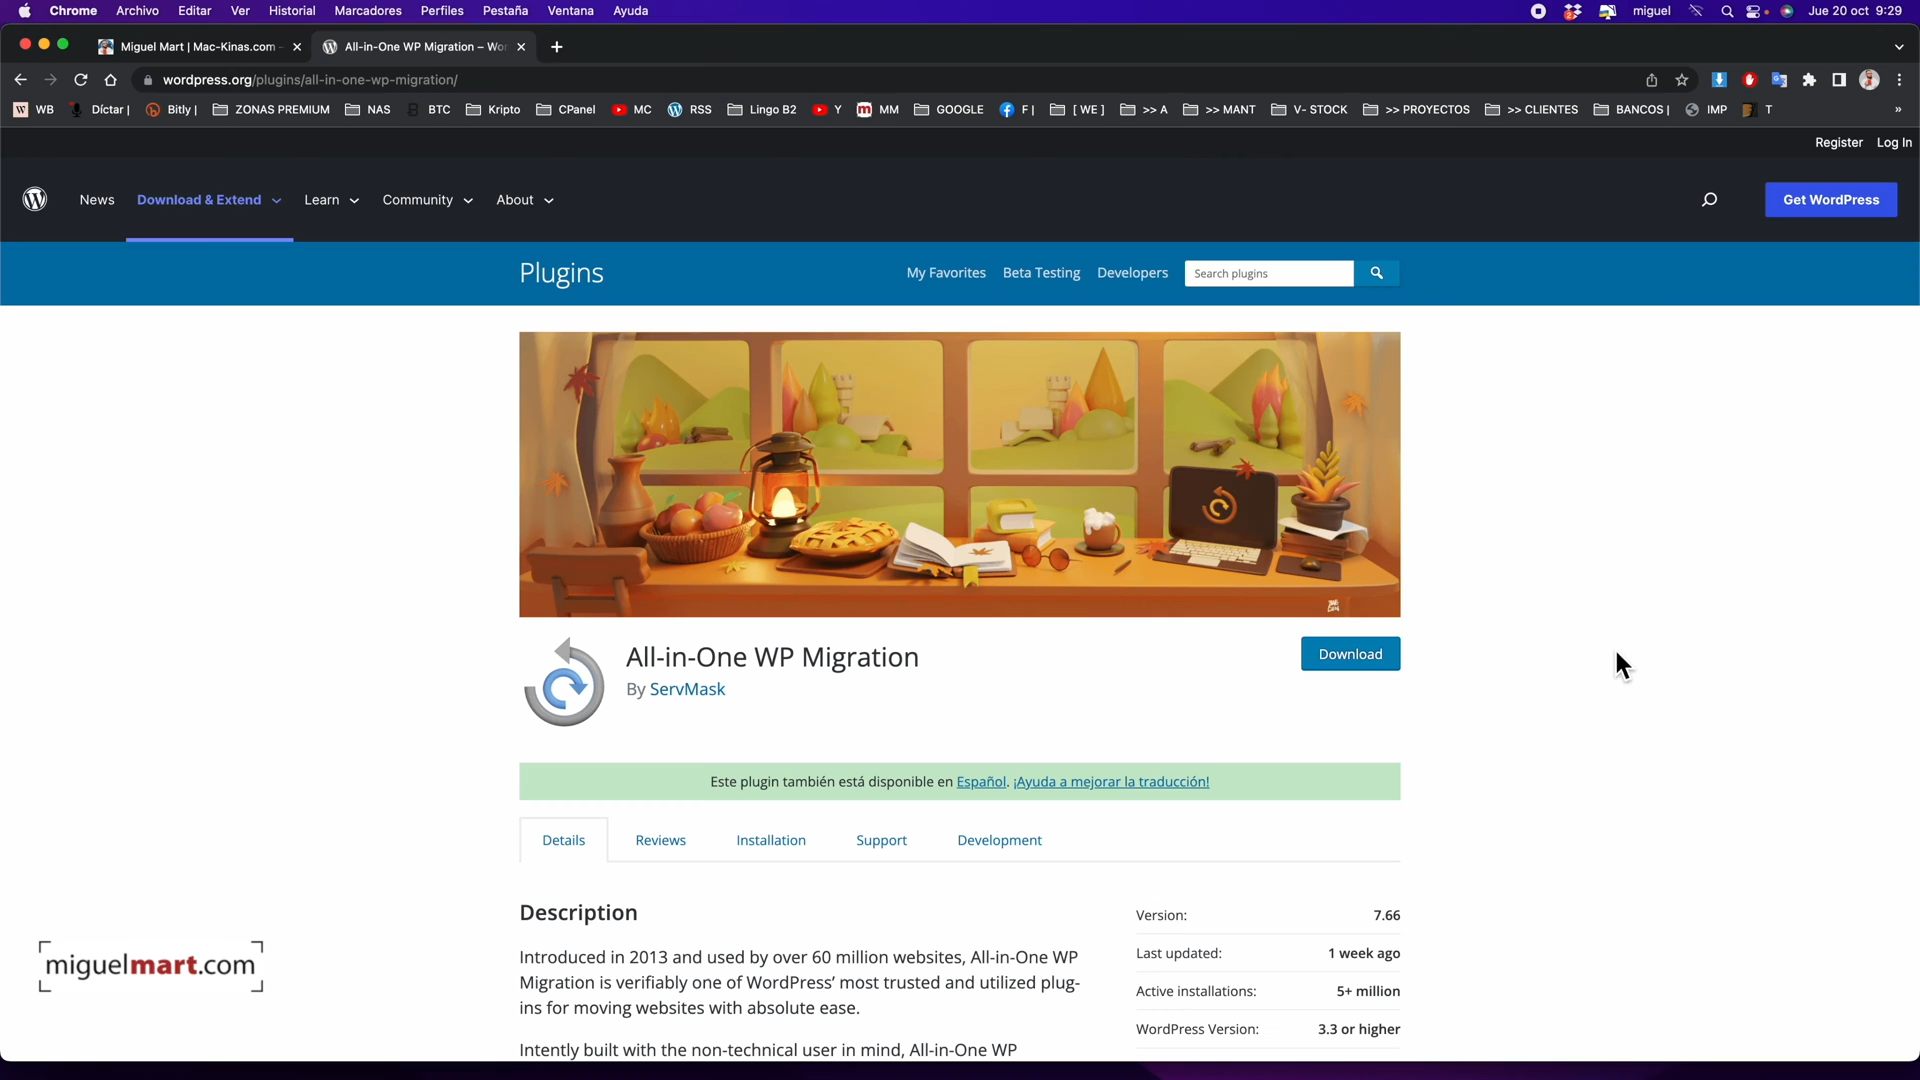 Chrome Archivo Editar Ver Historial Marcadores Perfiles Pestaña Ventana Ayuda miguel Jue 20 oct 9:29
Miguel Mart | Mac-Kinas.com All-in-One WP Migration – Wor
wordpress.org/plugins/all-in-one-wp-migration/
WB Díctar | Bitly | ZONAS PREMIUM NAS BTC Kripto CPanel MC RSS Lingo B2 Y MM GOOGLE F | [ WE ] >> A >> MANT V- STOCK >> PROYECTOS >> CLIENTES BANCOS | IMP T »
Register Log In
News Download & Extend Learn Community About Get WordPress
Plugins My Favorites Beta Testing Developers Search plugins
All-in-One WP Migration Download
By ServMask
Este plugin también está disponible en Español. ¡Ayuda a mejorar la traducción!
Details Reviews Installation Support Development
Description
Introduced in 2013 and used by over 60 million websites, All-in-One WP
Migration is verifiably one of WordPress’ most trusted and utilized plug-
ins for moving websites with absolute ease.
Intently built with the non-technical user in mind, All-in-One WP
Version: 7.66
Last updated: 1 week ago
Active installations: 5+ million
WordPress Version: 3.3 or higher
miguelmart.com